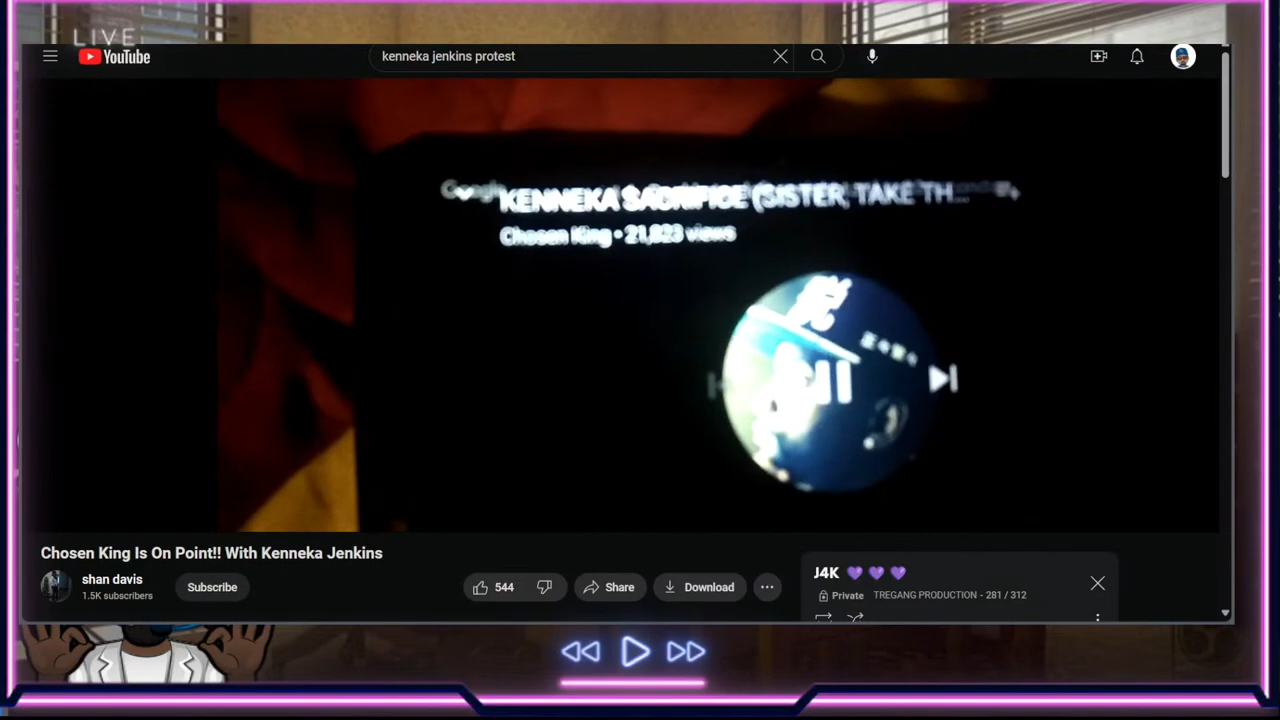 LIVE
YouTube
kenneka jenkins protest
KENNEKA SACRIFICE (SISTER, TAKE TH...
Chosen King • 21,823 views
Chosen King Is On Point!! With Kenneka Jenkins
shan davis
1.5K subscribers
Subscribe
544
Share
Download
J4K 💜 💜 💜
Private TREGANG PRODUCTION - 281 / 312